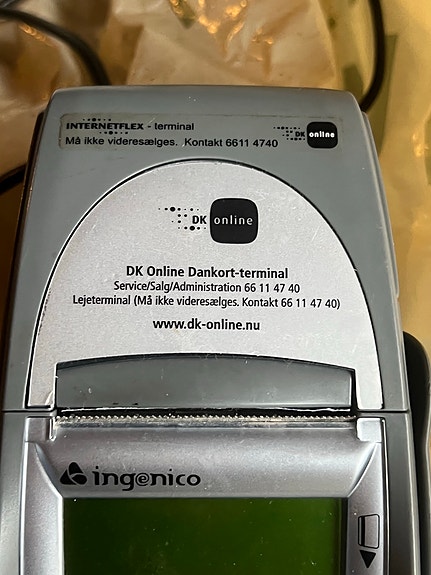 INTERNETFLEX - terminal
Må ikke videresælges. Kontakt 6611 4740
DK online
DK online
DK Online Dankort-terminal
Service/Salg/Administration 66 11 47 40
Lejeterminal (Må ikke videresælges. Kontakt 66 11 47 40)
www.dk-online.nu
ingenico